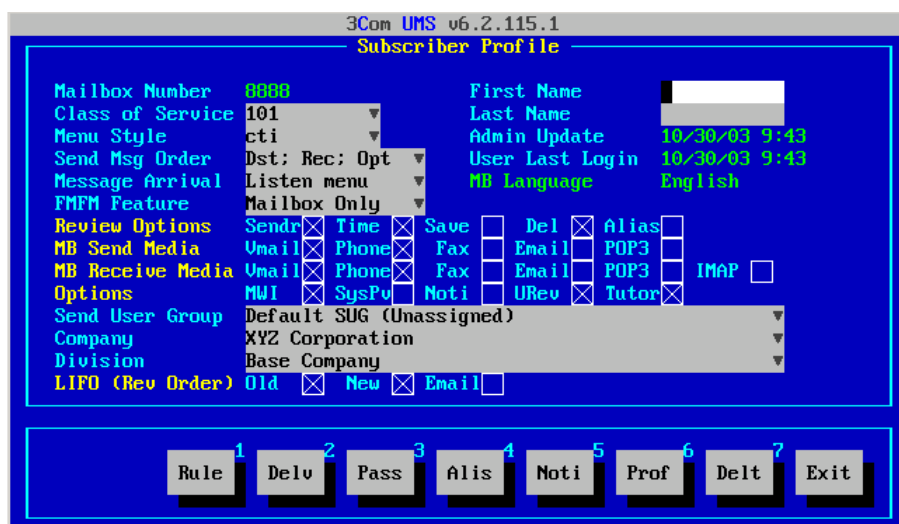 3Com UMS v6.2.115.1
Subscriber Profile
Mailbox Number 8888 First Name
Class of Service 101 Last Name
Menu Style cti Admin Update 10/30/03 9:43
Send Msg Order Dst; Rec; Opt User Last Login 10/30/03 9:43
Message Arrival Listen menu MB Language English
FMFM Feature Mailbox Only
Review Options Sendr Time Save Del Alias
MB Send Media Vmail Phone Fax Email POP3
MB Receive Media Vmail Phone Fax Email POP3 IMAP
Options MWI SysPv Noti URev Tutor
Send User Group Default SUG (Unassigned)
Company XYZ Corporation
Division Base Company
LIFO (Rev Order) Old New Email
1 2 3 4 5 6 7
Rule Delv Pass Alis Noti Prof Delt Exit